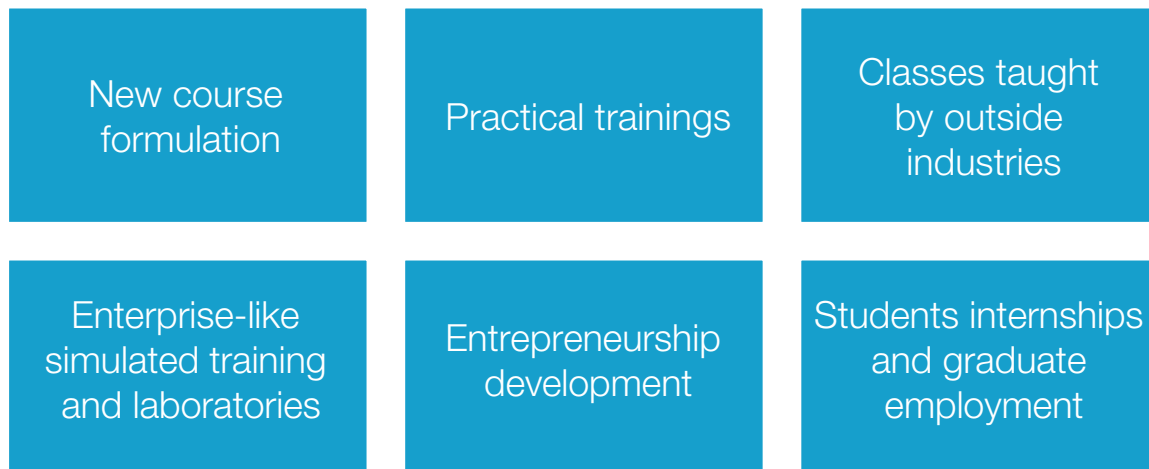 New course
formulation
Practical trainings
Classes taught
by outside
industries
Enterprise-like
simulated training
and laboratories
Entrepreneurship
development
Students internships
and graduate
employment